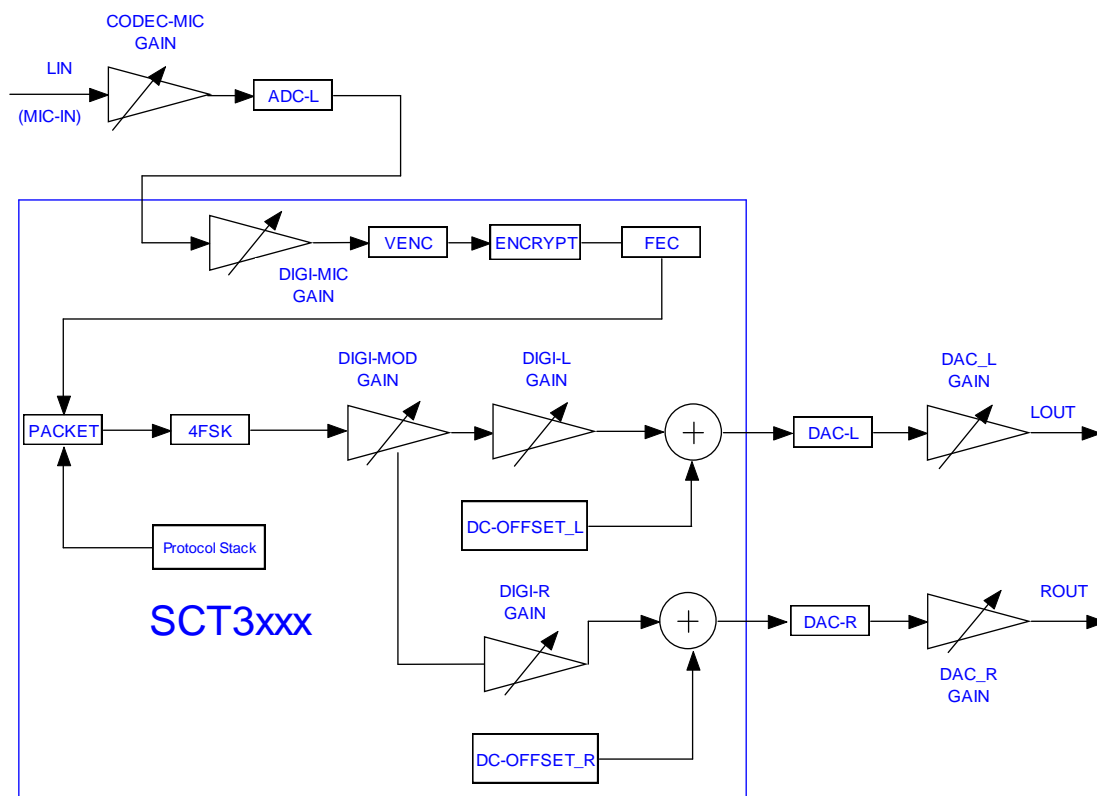 CODEC-MIC
GAIN
LIN
(MIC-IN)
ADC-L
DIGI-MIC
GAIN
VENC
ENCRYPT
FEC
DIGI-MOD
GAIN
DIGI-L
GAIN
DAC_L
GAIN
LOUT
PACKET
4FSK
DAC-L
DC-OFFSET_L
Protocol Stack
SCT3xxx
DIGI-R
GAIN
ROUT
DAC-R
DAC_R
GAIN
DC-OFFSET_R